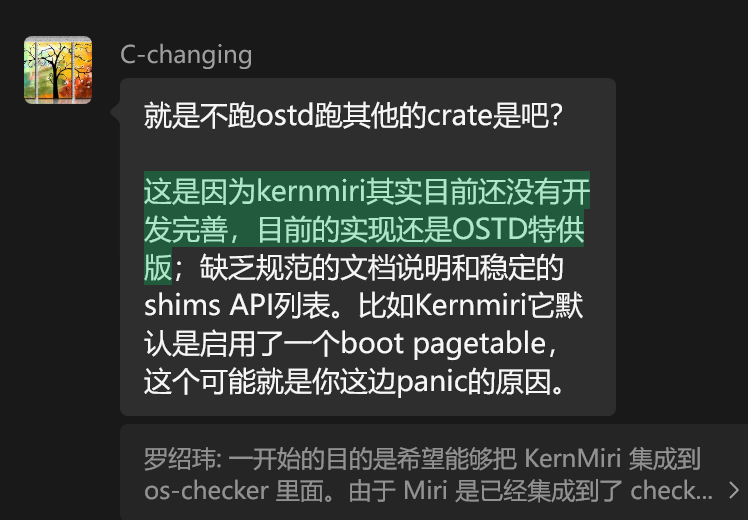 C-changing
就是不跑ostd跑其他的crate是吧？
这是因为kernmiri其实目前还没有开
发完善，目前的实现还是OSTD特供
版；缺乏规范的文档说明和稳定的
shims API列表。比如Kernmiri它默
认是启用了一个boot pagetable，
这个可能就是你这边panic的原因。
罗绍玮: 一开始的目的是希望能够把 KernMiri 集成到
os-checker 里面。由于 Miri 是已经集成到了 check...